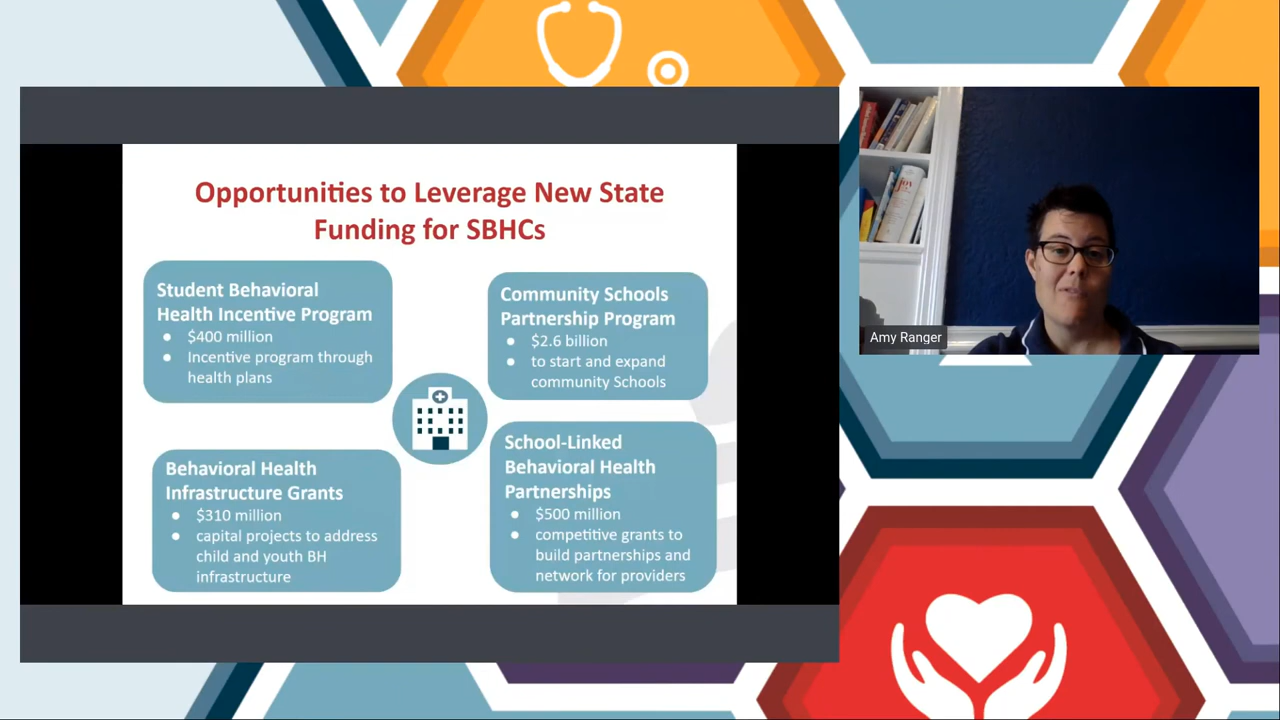 Opportunities to Leverage New State
Funding for SBHCs
Student Behavioral
Health Incentive Program
● $400 million
● Incentive program through
health plans
Community Schools
Partnership Program
● $2.6 billion
● to start and expand
community Schools
Behavioral Health
Infrastructure Grants
● $310 million
● capital projects to address
child and youth BH
infrastructure
School-Linked
Behavioral Health
Partnerships
● $500 million
● competitive grants to
build partnerships and
network for providers
joy
Amy Ranger